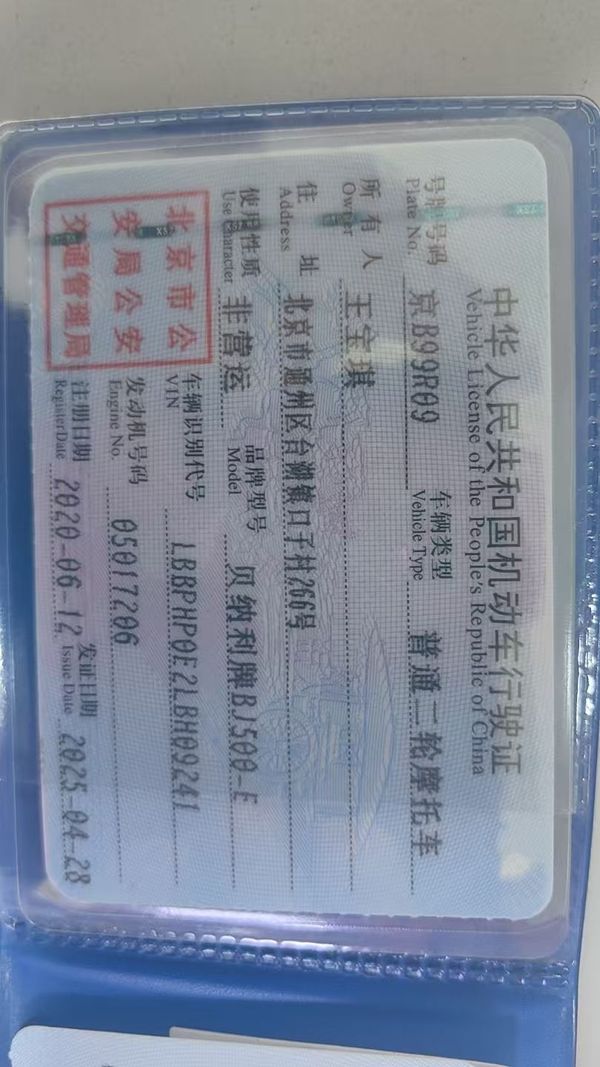 中华人民共和国机动车行驶证
Vehicle License of the People's Republic of China
号牌号码 京B99R09 车辆类型 普通二轮摩托车
Plate No. Vehicle Type
所有人 王宝琪
Owner
住址 北京市通州区台湖镇口子村266号
Address
使用性质 非营运 品牌型号 贝纳利牌BJ500-E
Use Character Model
北京市公
安局公安
交通管理局
车辆识别代号 LBBPHP0E2LBH09241
VIN
发动机号码 05017206
Engine No.
注册日期 2020-06-12 发证日期 2025-04-28
Register Date Issue Date